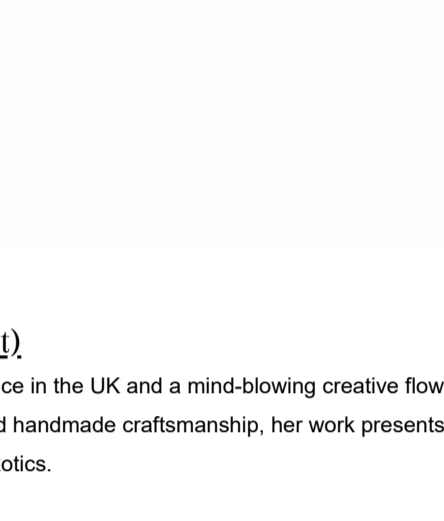 t)
ce in the UK and a mind-blowing creative flow
d handmade craftsmanship, her work presents
otics.